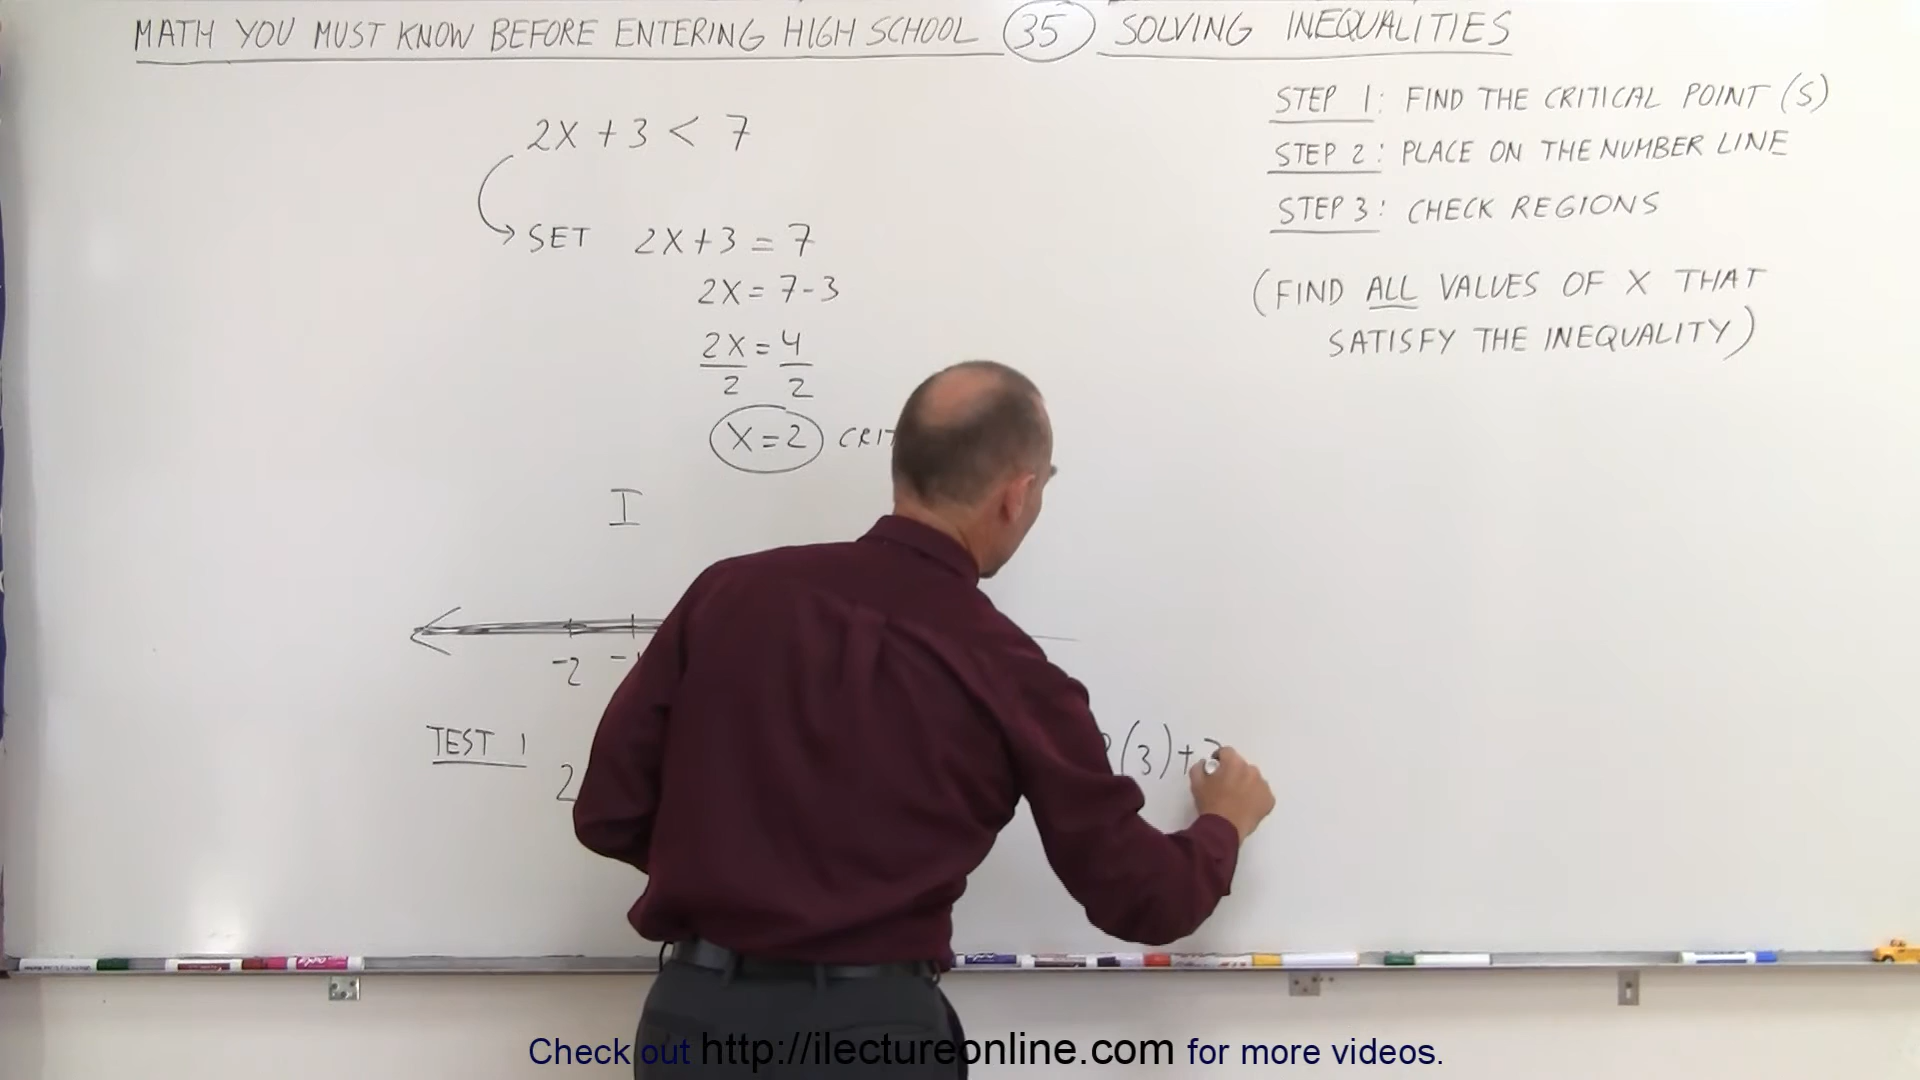 MATH YOU MUST KNOW BEFORE ENTERING HIGH SCHOOL 35 SOLVING INEQUALITIES
STEP 1: FIND THE CRITICAL POINT (S)
STEP 2: PLACE ON THE NUMBER LINE
STEP 3: CHECK REGIONS
(FIND ALL VALUES OF X THAT
SATISFY THE INEQUALITY)
2X + 3 < 7
SET 2X+3 = 7
2X = 7-3
2X = 4
2 2
X = 2
I
-2
TEST 1
2
(3)+3
Check out http://ilectureonline.com for more videos.